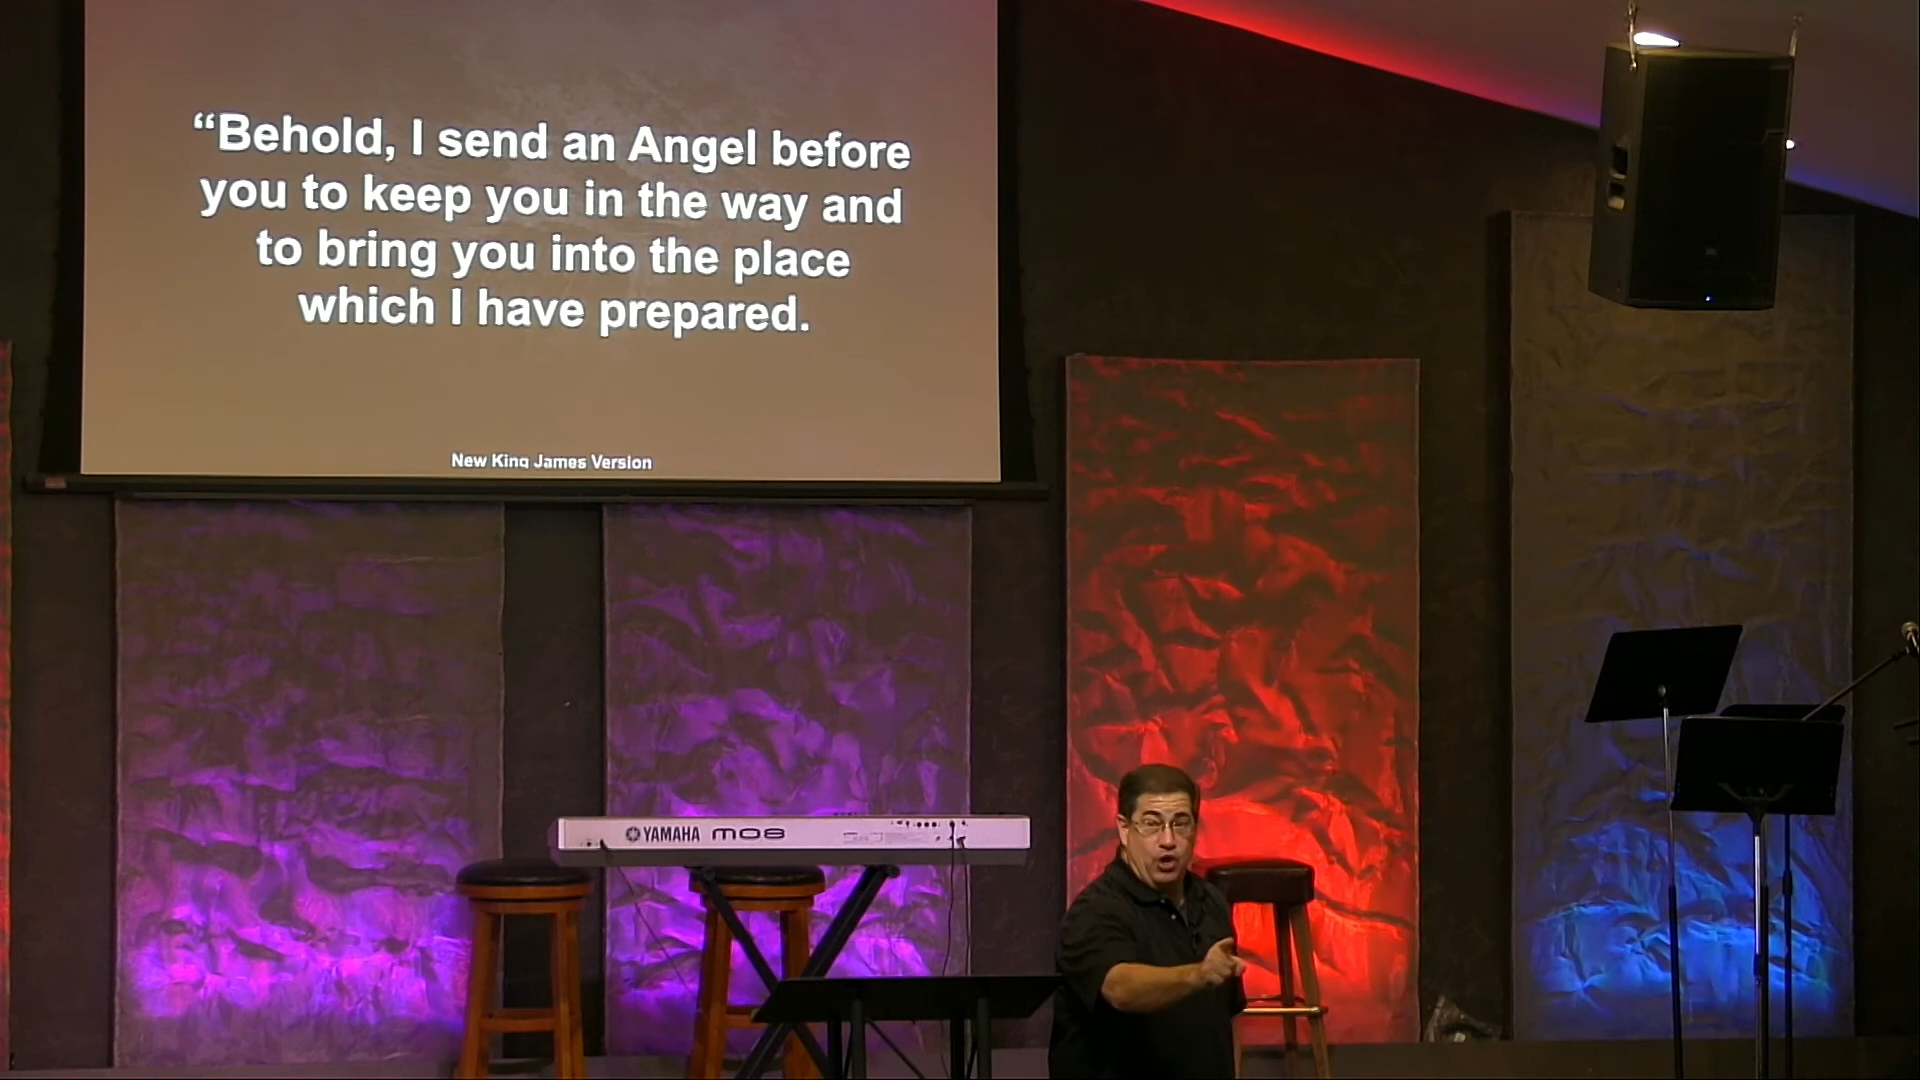 “Behold, I send an Angel before
you to keep you in the way and
to bring you into the place
which I have prepared.
New King James Version
YAMAHA MO8